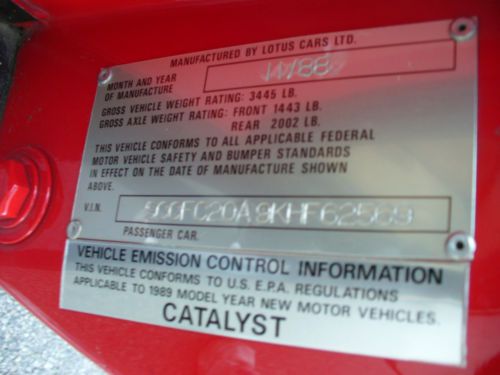 MANUFACTURED BY LOTUS CARS LTD.
MONTH AND YEAR
OF MANUFACTURE
GROSS VEHICLE WEIGHT RATING: 3445 LB.
GROSS AXLE WEIGHT RATING: FRONT 1443 LB.
REAR 2002 LB.
THIS VEHICLE CONFORMS TO ALL APPLICABLE FEDERAL
MOTOR VEHICLE SAFETY AND BUMPER STANDARDS
IN EFFECT ON THE DATE OF MANUFACTURE SHOWN
ABOVE.
V.I.N.
PASSENGER CAR.
VEHICLE EMISSION CONTROL INFORMATION
THIS VEHICLE CONFORMS TO U.S. E.P.A. REGULATIONS
APPLICABLE TO 1989 MODEL YEAR NEW MOTOR VEHICLES.
CATALYST